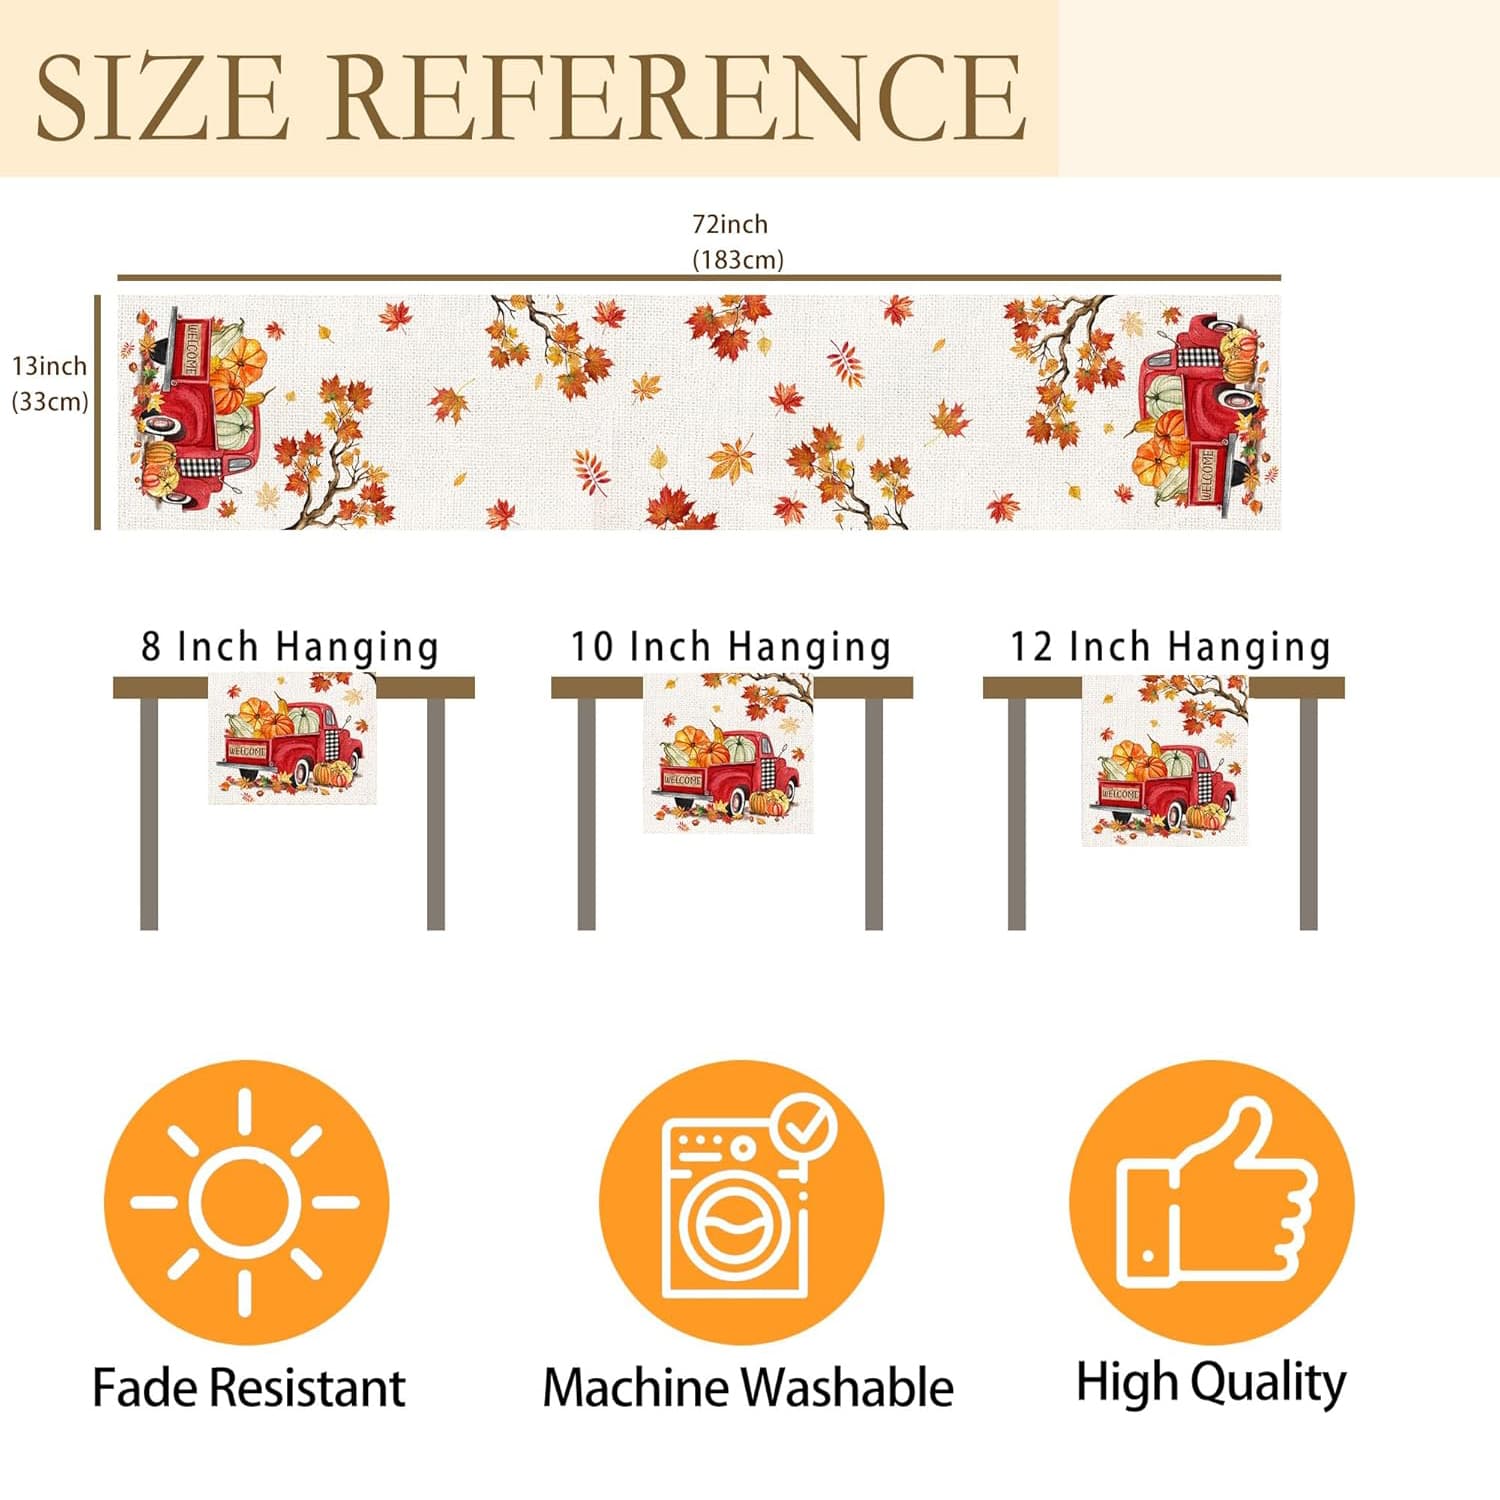 SIZE REFERENCE
72inch
(183cm)
13inch
(33cm)
WELCOME
WELCOME
8 Inch Hanging
10 Inch Hanging
12 Inch Hanging
WELCOME
WELCOME
WELCOME
Fade Resistant
Machine Washable
High Quality